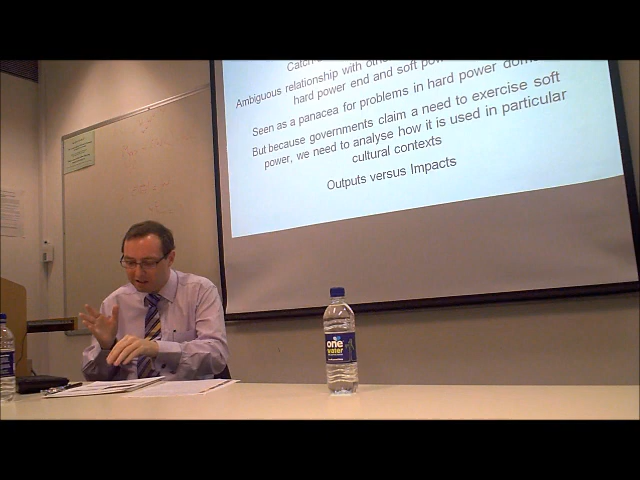 Catch
Ambiguous relationship with
hard power end and soft
Seen as a panacea for problems in hard power
But because governments claim a need to exercise soft
power, we need to analyse how it is used in particular
cultural contexts
Outputs versus Impacts
one
water